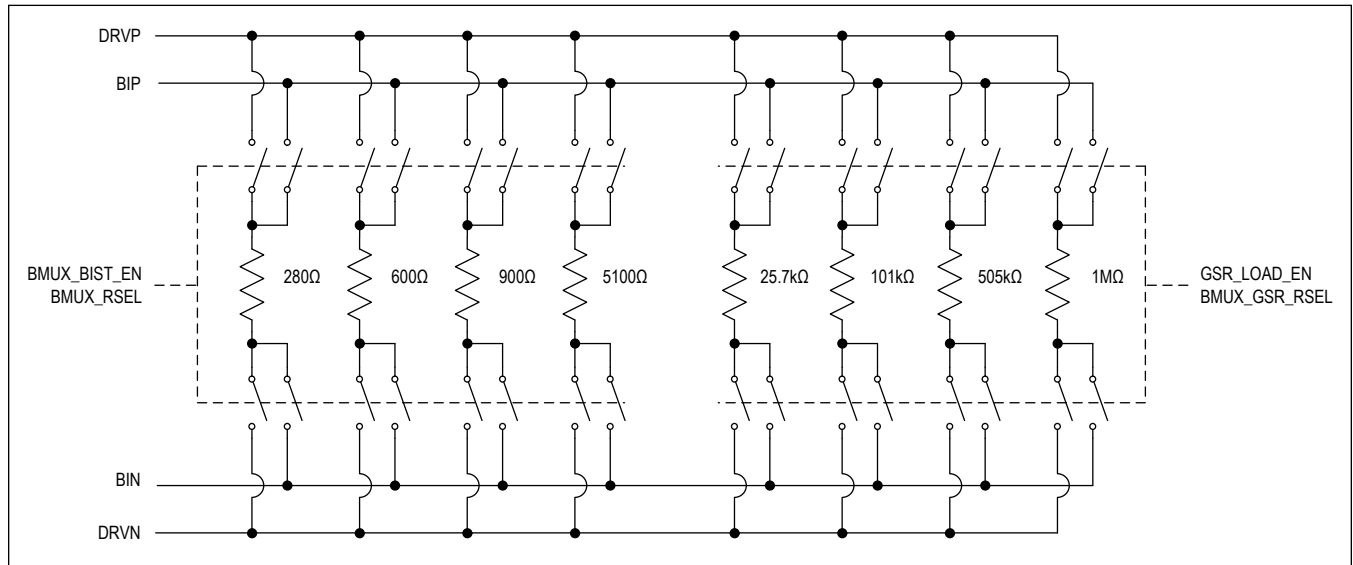 DRVP
BIP
280Ω 600Ω 900Ω 5100Ω 25.7kΩ 101kΩ 505kΩ 1MΩ
BMUX_BIST_EN
BMUX_RSEL
GSR_LOAD_EN
BMUX_GSR_RSEL
BIN
DRVN